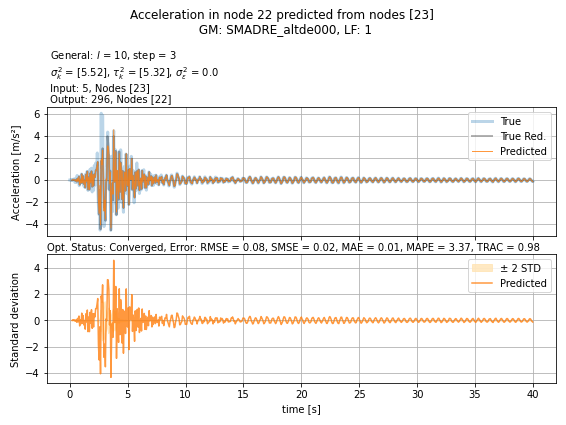 Acceleration in node 22 predicted from nodes [23]
GM: SMADRE_altde000, LF: 1
General: l = 10, step = 3
σ²ₖ = [5.52], τ²ₖ = [5.32], σ²ε = 0.0
Input: 5, Nodes [23]
Output: 296, Nodes [22]
Acceleration [m/s²]
6
4
2
0
−2
−4
True
True Red.
Predicted
Opt. Status: Converged, Error: RMSE = 0.08, SMSE = 0.02, MAE = 0.01, MAPE = 3.37, TRAC = 0.98
Standard deviation
4
2
0
−2
−4
± 2 STD
Predicted
0 5 10 15 20 25 30 35 40
time [s]